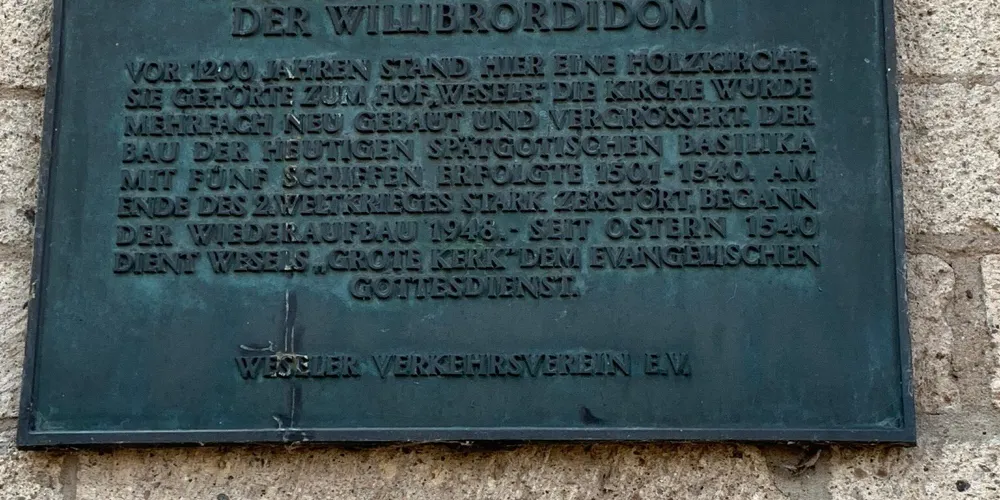 DER WILLIBRORDIDOM
VOR 1200 JAHREN STAND HIER EINE HOLZKIRCHE.
SIE GEHÖRTE ZUM HOF „WESELE“ DIE KIRCHE WURDE
MEHRFACH NEU GEBAUT UND VERGRÖSSERT. DER
BAU DER HEUTIGEN SPÄTGOTISCHEN BASILIKA
MIT FÜNF SCHIFFEN ERFOLGTE 1501-1540. AM
ENDE DES 2.WELTKRIEGES STARK ZERSTÖRT, BEGANN
DER WIEDERAUFBAU 1948.- SEIT OSTERN 1540
DIENT WESELS „GROTE KERK“ DEM EVANGELISCHEN
GOTTESDIENST.
WESELER VERKEHRSVEREIN E.V.